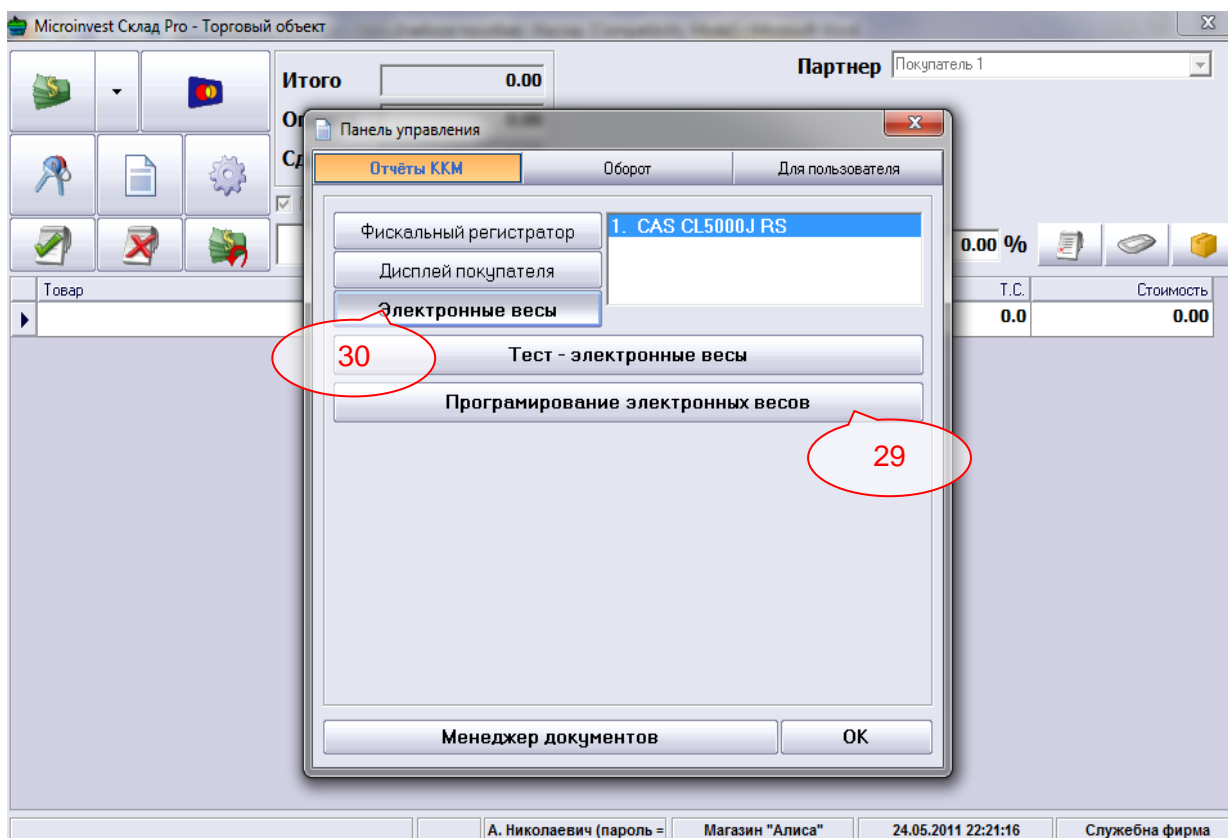 Microinvest Склад Pro - Торговый объект
Итого 0.00
Партнер Покупатель 1
Панель управления
Отчёты ККМ Оборот Для пользователя
Фискальный регистратор
1. CAS CL5000J RS
Дисплей покупателя
0.00 %
Электронные весы
Товар Т.С. Стоимость
0.0 0.00
30
Тест - электронные весы
Програмирование электронных весов
29
Менеджер документов OK
А. Николаевич (пароль = Магазин "Алиса" 24.05.2011 22:21:16 Служебна фирма